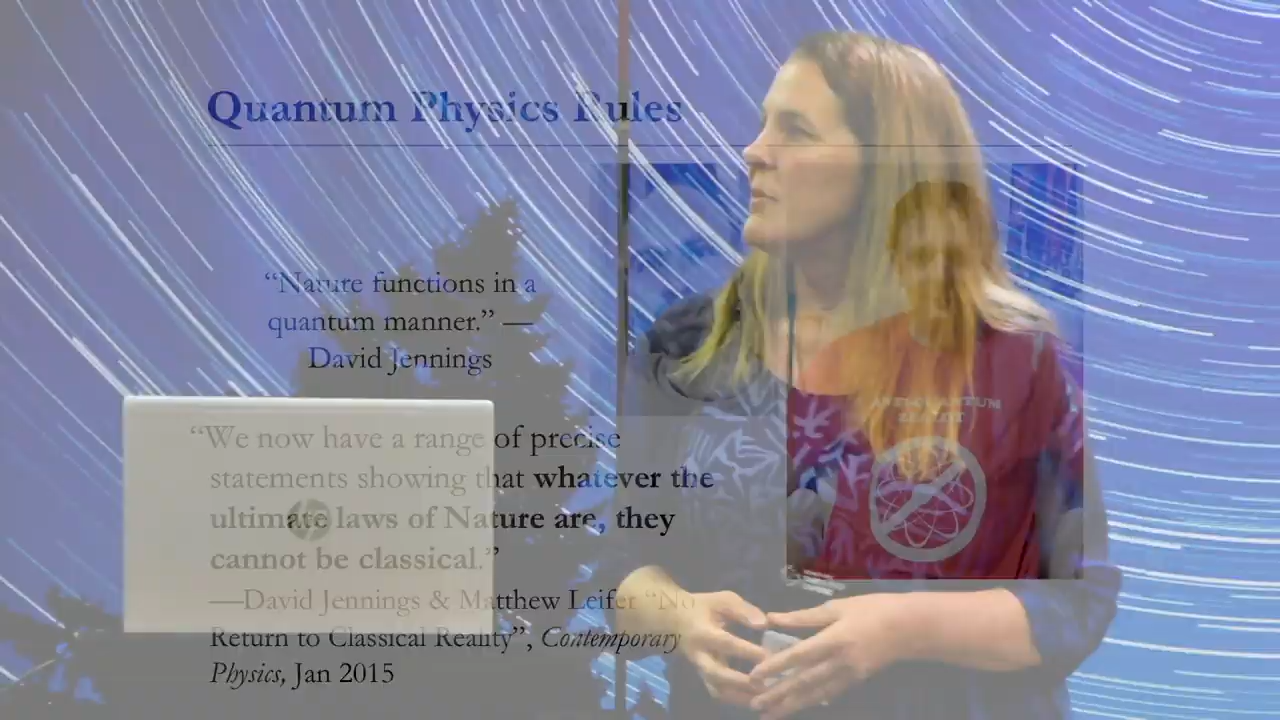 Quantum Physics Rules
“Nature functions in a
quantum manner.” —
David Jennings
“We now have a range of precise
statements showing that whatever the
ultimate laws of Nature are, they
cannot be classical.”
—David Jennings & Matthew Leifer “No
Return to Classical Reality”, Contemporary
Physics, Jan 2015